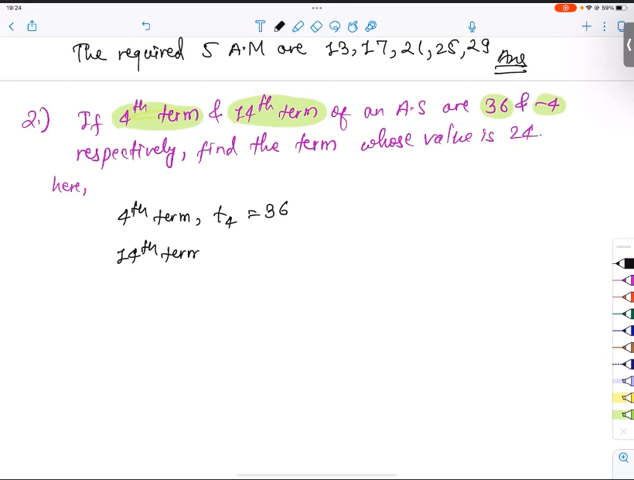 19:24
59%
The required 5 A.M are 13, 17, 21, 25, 29 Ans
2.) If 4th term & 14th term of an A.S are 36 & -4
respectively, find the term whose value is 24.
here,
4th term, t4 = 36
14th term